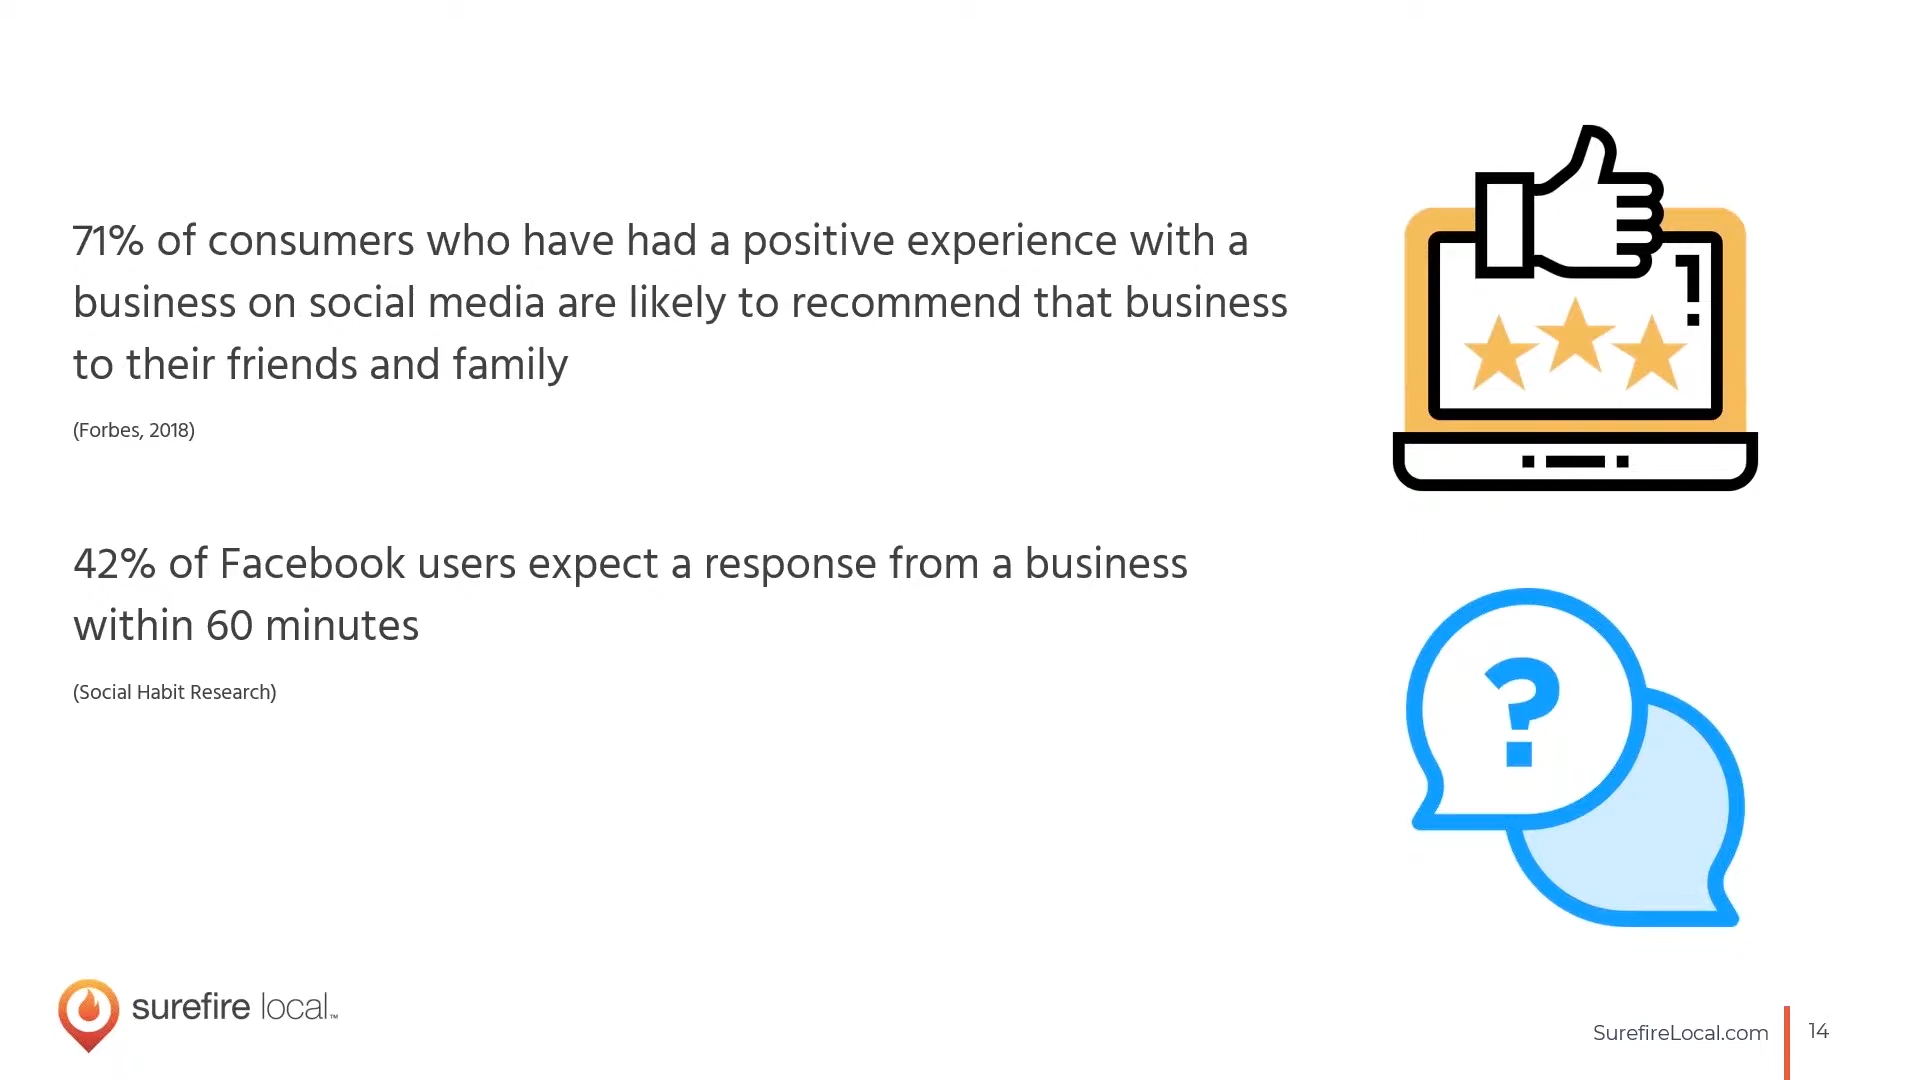 71% of consumers who have had a positive experience with a
business on social media are likely to recommend that business
to their friends and family
(Forbes, 2018)
42% of Facebook users expect a response from a business
within 60 minutes
(Social Habit Research)
?
surefire local™
SurefireLocal.com
14